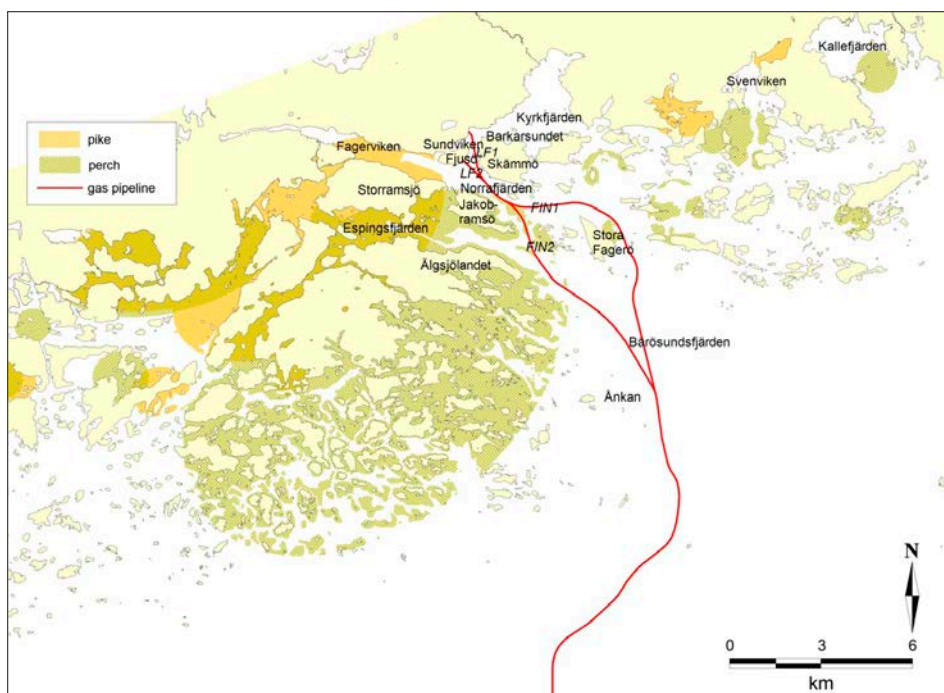 Kallefjärden
Svenviken
Kyrkfjärden
pike
perch
gas pipeline
Barkarsundet
Sundviken
Fagerviken
LF1
Fjusö
Skämmö
LF2
Storramsjö
Norrafjärden
Jakob-
ramsö
FIN1
Espingsfjärden
Stora
Fagerö
FIN2
Älgsjölandet
Barösundsfjärden
Änkan
N
0 3 6
km